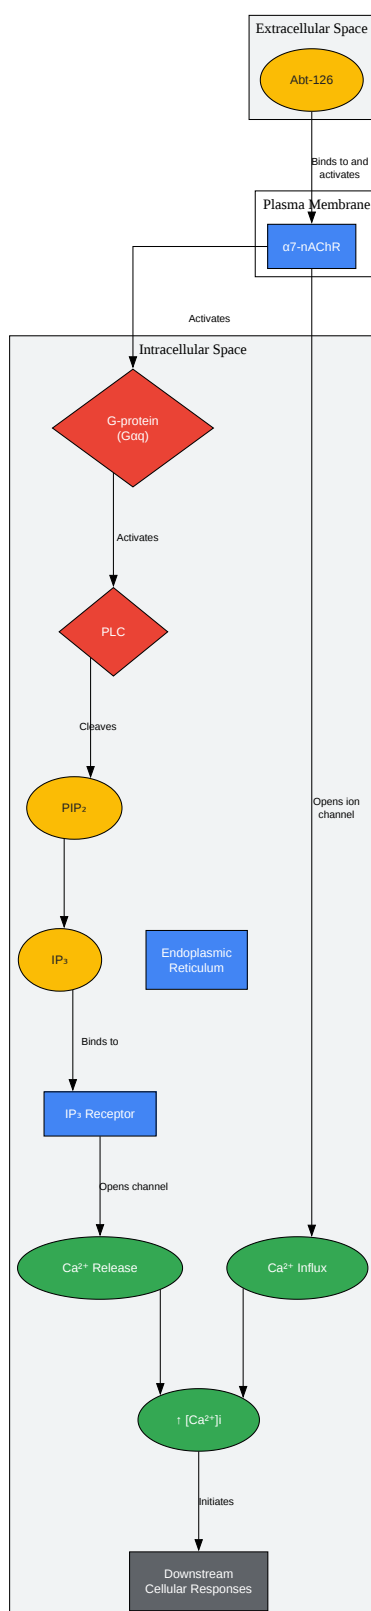 Extracellular Space
Abt-126
Binds to and
activates
Plasma Membrane
α7-nAChR
Activates
Intracellular Space
G-protein
(Gαq)
Activates
PLC
Cleaves
PIP₂
Opens ion
channel
IP₃
Endoplasmic
Reticulum
Binds to
IP₃ Receptor
Opens channel
Ca²⁺ Release
Ca²⁺ Influx
↑ [Ca²⁺]i
Initiates
Downstream
Cellular Responses